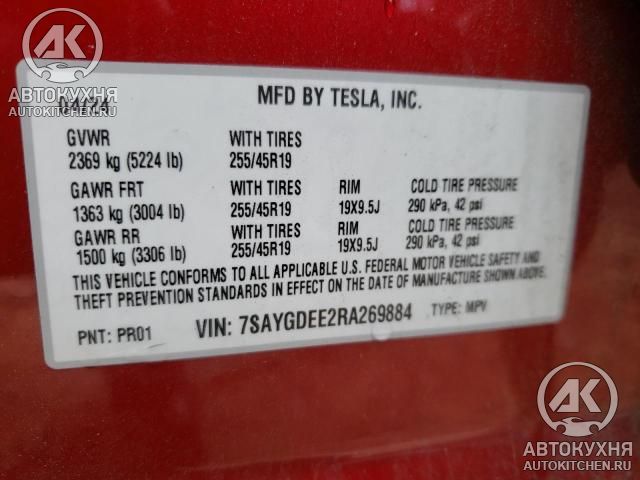 АК
АВТОКУХНЯ
AUTOKITCHEN.RU
04/24
MFD BY TESLA, INC.
GVWR WITH TIRES
2369 kg (5224 lb) 255/45R19
GAWR FRT WITH TIRES RIM COLD TIRE PRESSURE
1363 kg (3004 lb) 255/45R19 19X9.5J 290 kPa, 42 psi
GAWR RR WITH TIRES RIM COLD TIRE PRESSURE
1500 kg (3306 lb) 255/45R19 19X9.5J 290 kPa, 42 psi
THIS VEHICLE CONFORMS TO ALL APPLICABLE U.S. FEDERAL MOTOR VEHICLE SAFETY AND
THEFT PREVENTION STANDARDS IN EFFECT ON THE DATE OF MANUFACTURE SHOWN ABOVE.
PNT: PR01 VIN: 7SAYGDEE2RA269884 TYPE: MPV
АК
АВТОКУХНЯ
AUTOKITCHEN.RU